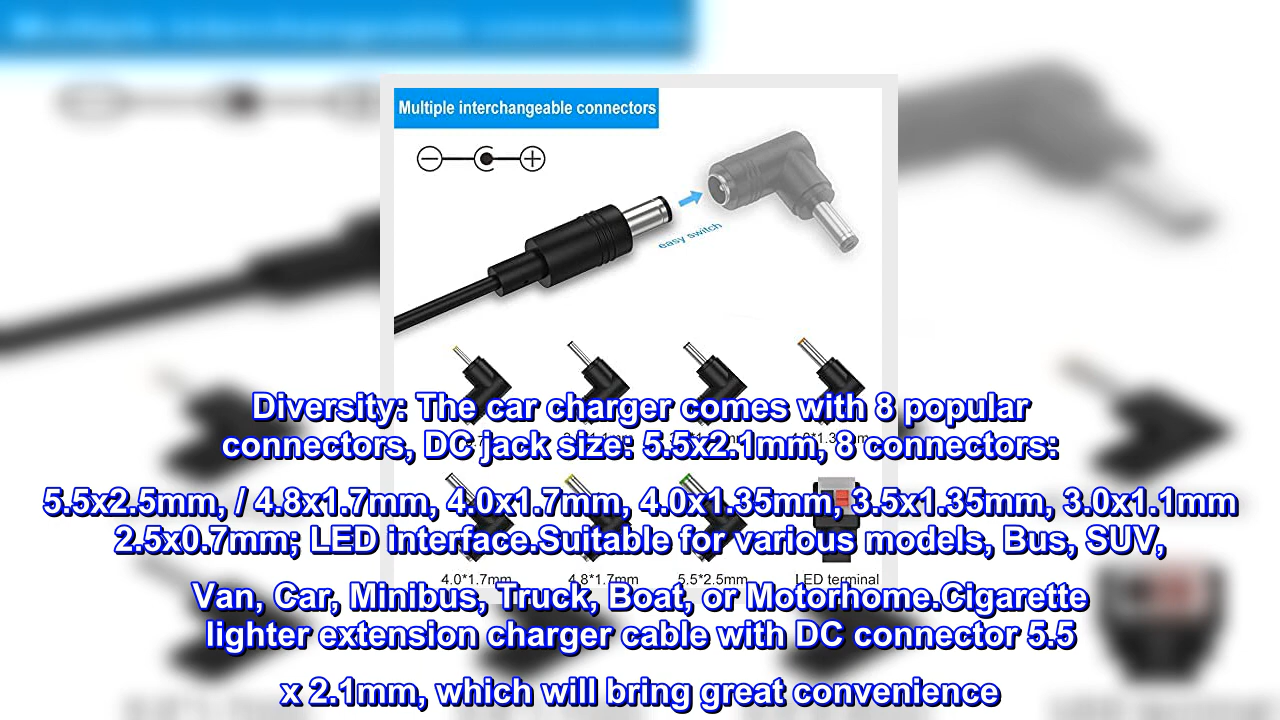 Multiple interchangeable connectors
easy switch
Diversity: The car charger comes with 8 popular
connectors, DC jack size: 5.5x2.1mm, 8 connectors:
5.5x2.5mm, / 4.8x1.7mm, 4.0x1.7mm, 4.0x1.35mm, 3.5x1.35mm, 3.0x1.1mm
2.5x0.7mm; LED interface.Suitable for various models, Bus, SUV,
4.0*1.7mm 4.8*1.7mm 5.5*2.5mm LED terminal
Van, Car, Minibus, Truck, Boat, or Motorhome.Cigarette
lighter extension charger cable with DC connector 5.5
x 2.1mm, which will bring great convenience